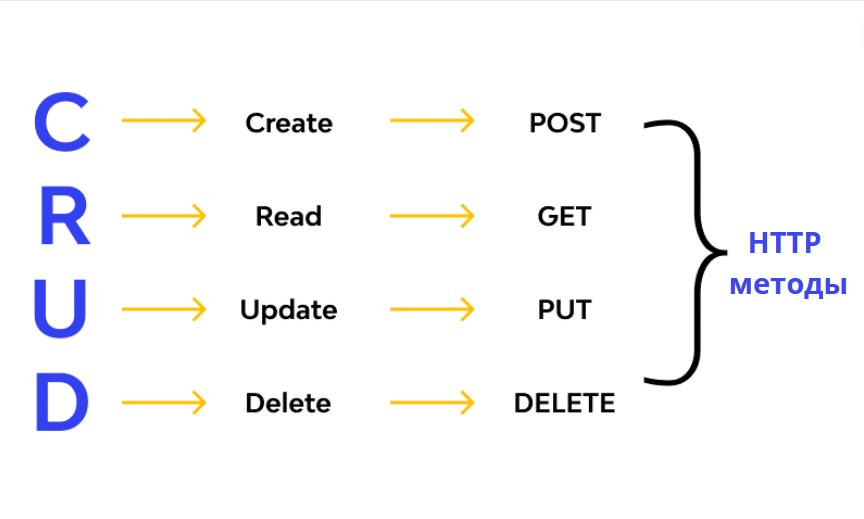 C Create POST
R Read GET
U Update PUT
D Delete DELETE
HTTP
методы